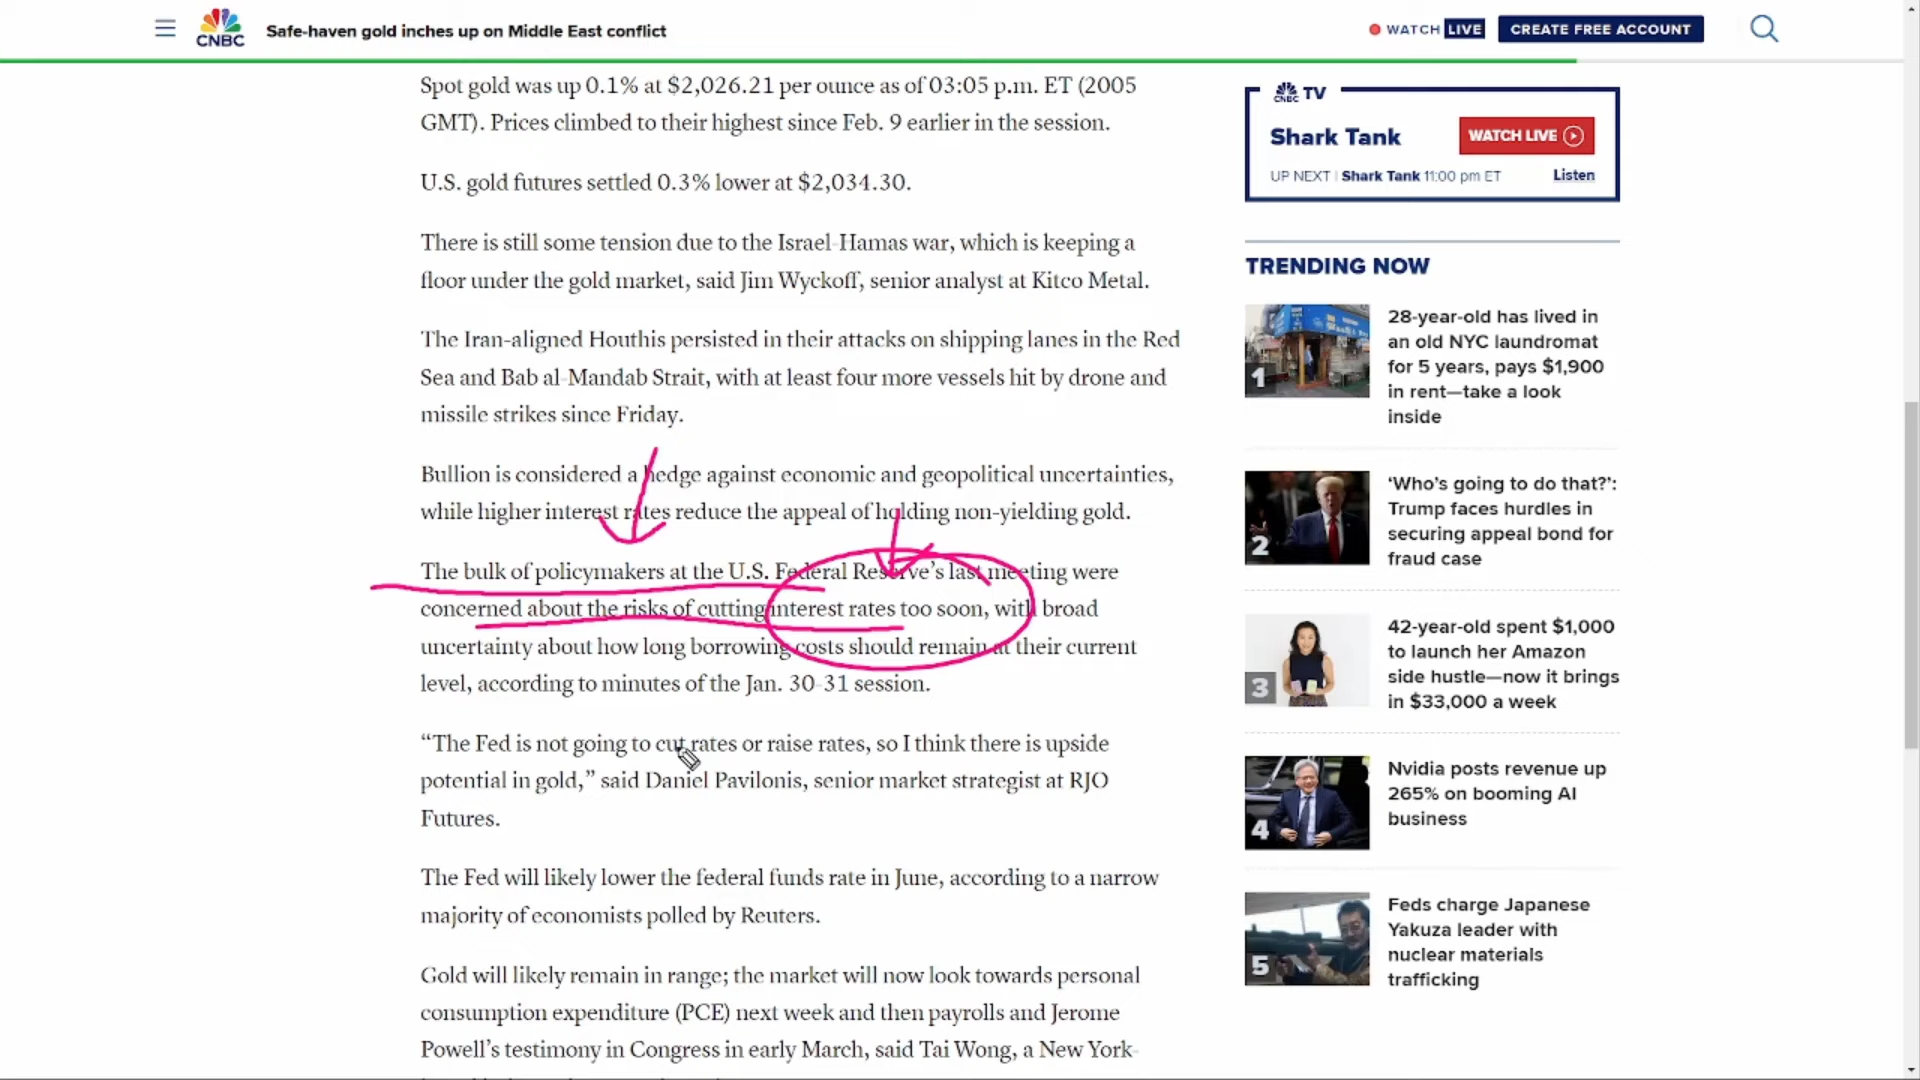 CNBC
Safe-haven gold inches up on Middle East conflict
WATCH LIVE
CREATE FREE ACCOUNT
Spot gold was up 0.1% at $2,026.21 per ounce as of 03:05 p.m. ET (2005
GMT). Prices climbed to their highest since Feb. 9 earlier in the session.
U.S. gold futures settled 0.3% lower at $2,034.30.
There is still some tension due to the Israel-Hamas war, which is keeping a
floor under the gold market, said Jim Wyckoff, senior analyst at Kitco Metal.
The Iran-aligned Houthis persisted in their attacks on shipping lanes in the Red
Sea and Bab al-Mandab Strait, with at least four more vessels hit by drone and
missile strikes since Friday.
Bullion is considered a hedge against economic and geopolitical uncertainties,
while higher interest rates reduce the appeal of holding non-yielding gold.
The bulk of policymakers at the U.S. Federal Reserve’s last meeting were
concerned about the risks of cutting interest rates too soon, with broad
uncertainty about how long borrowing costs should remain at their current
level, according to minutes of the Jan. 30-31 session.
“The Fed is not going to cut rates or raise rates, so I think there is upside
potential in gold,” said Daniel Pavilonis, senior market strategist at RJO
Futures.
The Fed will likely lower the federal funds rate in June, according to a narrow
majority of economists polled by Reuters.
Gold will likely remain in range; the market will now look towards personal
consumption expenditure (PCE) next week and then payrolls and Jerome
Powell’s testimony in Congress in early March, said Tai Wong, a New York-
CNBC TV
Shark Tank
WATCH LIVE
UP NEXT | Shark Tank 11:00 pm ET
Listen
TRENDING NOW
1
28-year-old has lived in
an old NYC laundromat
for 5 years, pays $1,900
in rent—take a look
inside
2
‘Who’s going to do that?’:
Trump faces hurdles in
securing appeal bond for
fraud case
3
42-year-old spent $1,000
to launch her Amazon
side hustle—now it brings
in $33,000 a week
4
Nvidia posts revenue up
265% on booming AI
business
5
Feds charge Japanese
Yakuza leader with
nuclear materials
trafficking